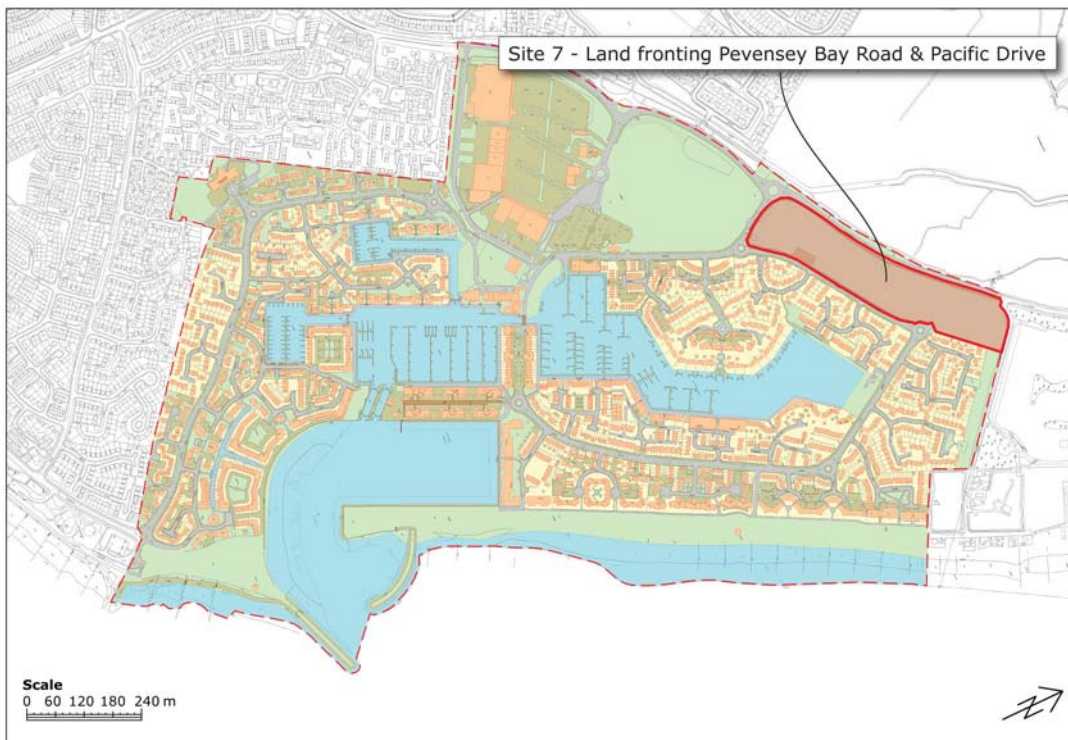 Site 7 - Land fronting Pevensey Bay Road & Pacific Drive
Scale
0 60 120 180 240 m